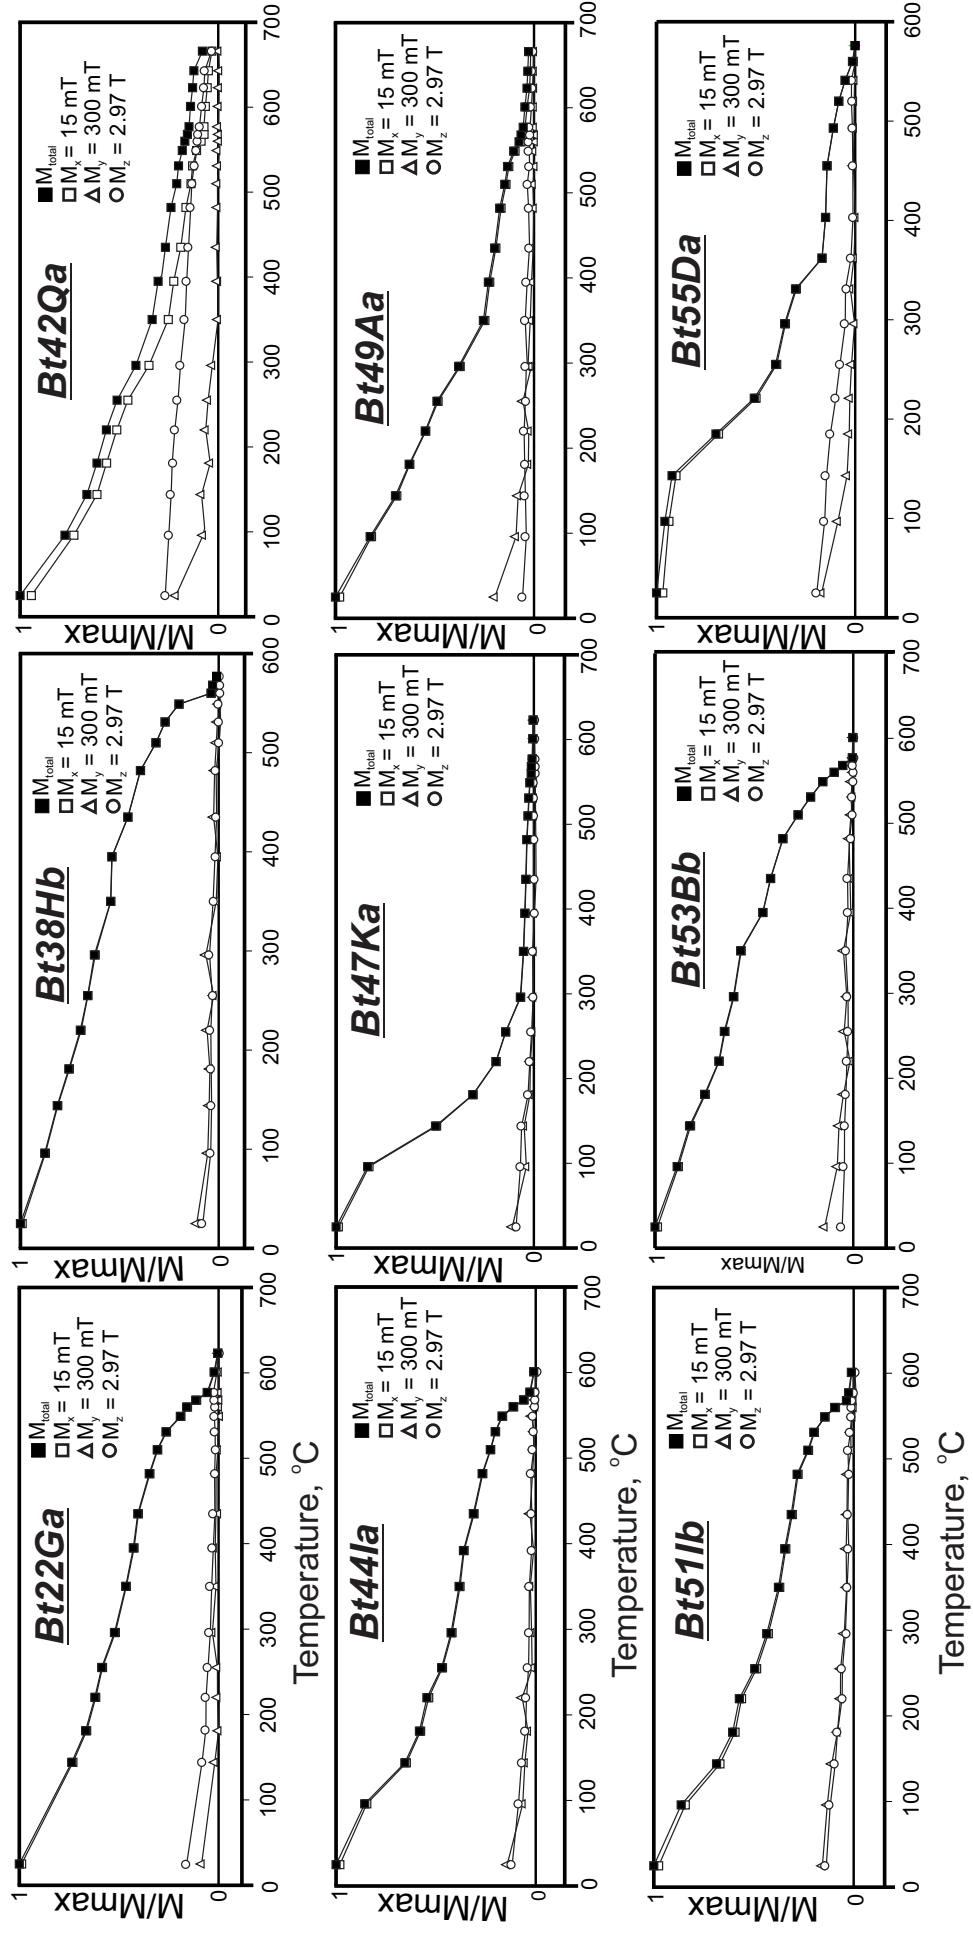 Bt22Ga
M/Mmax
1
0
M_total
M_x = 15 mT
M_y = 300 mT
M_z = 2.97 T
0 100 200 300 400 500 600 700
Temperature, °C
Bt38Hb
M/Mmax
1
0
M_total
M_x = 15 mT
M_y = 300 mT
M_z = 2.97 T
0 100 200 300 400 500 600
Bt42Qa
M/Mmax
1
0
M_total
M_x = 15 mT
M_y = 300 mT
M_z = 2.97 T
0 100 200 300 400 500 600 700
Bt44Ia
M/Mmax
1
0
M_total
M_x = 15 mT
M_y = 300 mT
M_z = 2.97 T
0 100 200 300 400 500 600 700
Temperature, °C
Bt47Ka
M/Mmax
1
0
M_total
M_x = 15 mT
M_y = 300 mT
M_z = 2.97 T
0 100 200 300 400 500 600 700
Bt49Aa
M/Mmax
1
0
M_total
M_x = 15 mT
M_y = 300 mT
M_z = 2.97 T
0 100 200 300 400 500 600 700
Bt51Ib
M/Mmax
1
0
M_total
M_x = 15 mT
M_y = 300 mT
M_z = 2.97 T
0 100 200 300 400 500 600 700
Temperature, °C
Bt53Bb
M/Mmax
1
0
M_total
M_x = 15 mT
M_y = 300 mT
M_z = 2.97 T
0 100 200 300 400 500 600 700
Bt55Da
M/Mmax
1
0
M_total
M_x = 15 mT
M_y = 300 mT
M_z = 2.97 T
0 100 200 300 400 500 600